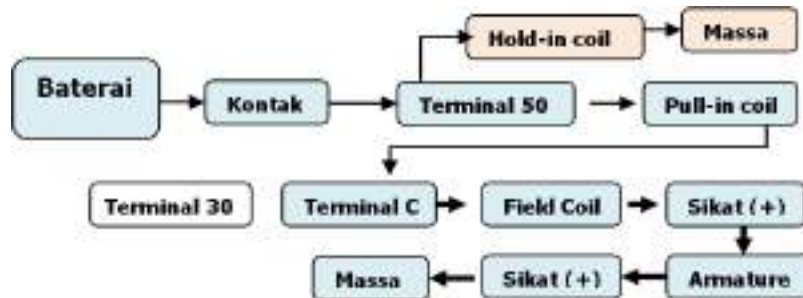 Hold-in coil
Massa
Baterai
Kontak
Terminal 50
Pull-in coil
Terminal 30
Terminal C
Field Coil
Sikat (+)
Massa
Sikat (+)
Armature